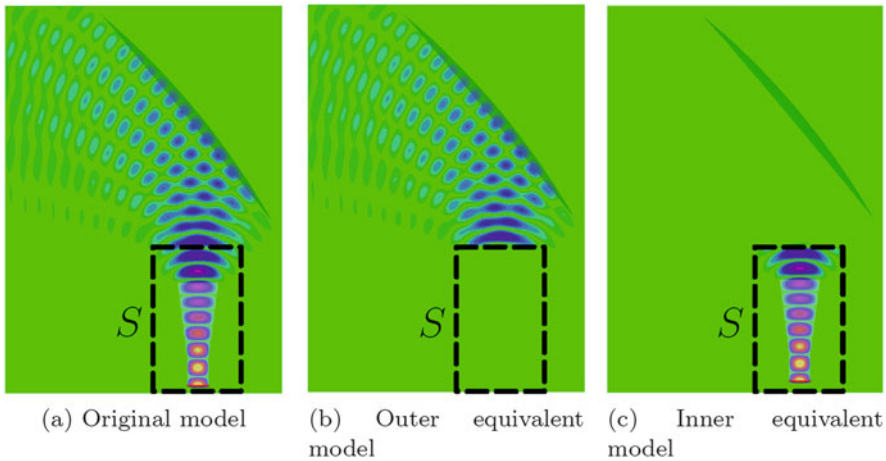 S
S
S
(a) Original model
(b) Outer equivalent
model
(c) Inner equivalent
model